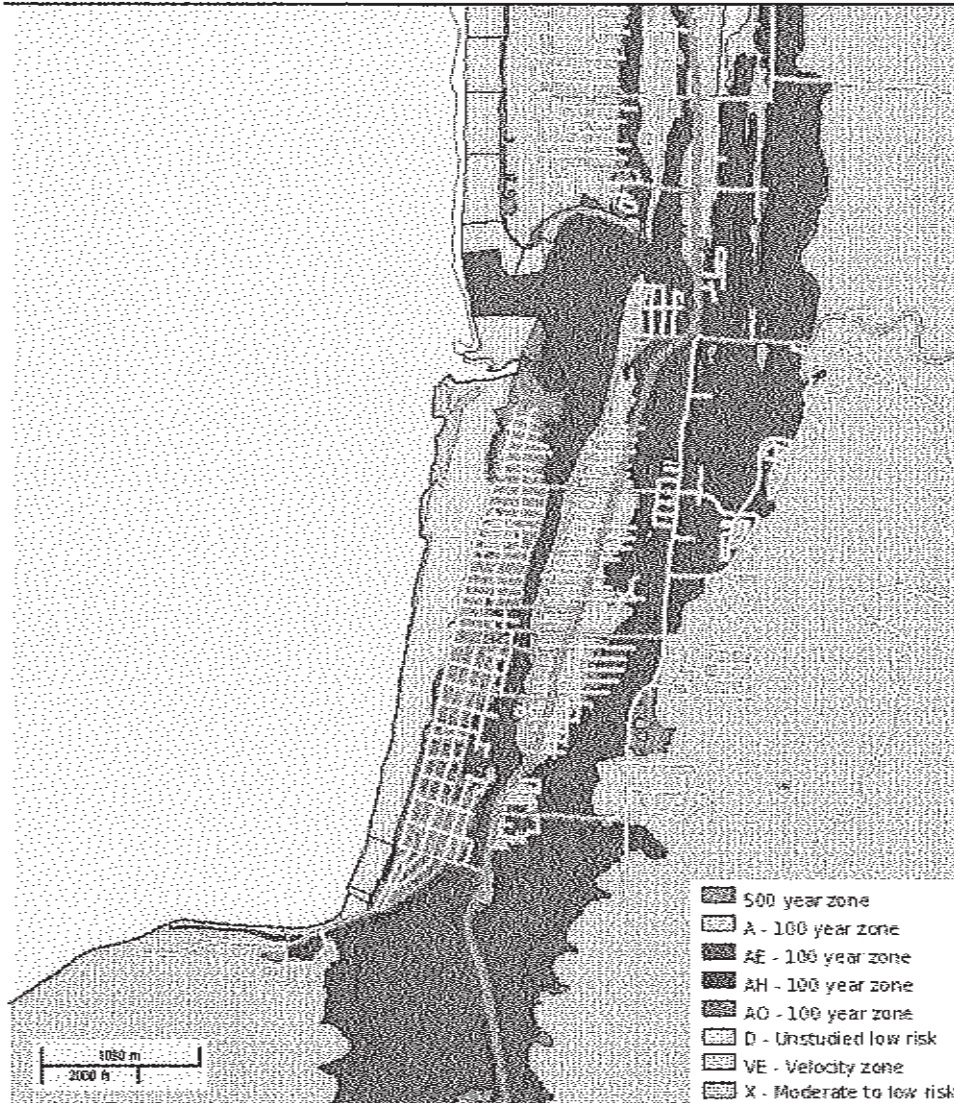 500 year zone
A - 100 year zone
AE - 100 year zone
AH - 100 year zone
AO - 100 year zone
D - Unstudied low risk
VE - Velocity zone
X - Moderate to low risk
1000 m
2000 ft